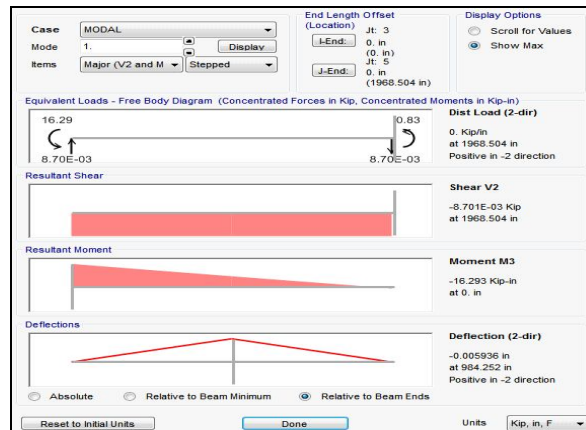 Case MODAL
Mode 1. Display
Items Major (V2 and M Stepped
End Length Offset
(Location)
I-End: Jt: 3
0. in
(0. in)
J-End: Jt: 5
0. in
(1968.504 in)
Display Options
Scroll for Values
Show Max
Equivalent Loads - Free Body Diagram (Concentrated Forces in Kip, Concentrated Moments in Kip-in)
16.29 0.83
8.70E-03 8.70E-03
Dist Load (2-dir)
0. Kip/in
at 1968.504 in
Positive in -2 direction
Resultant Shear
Shear V2
-8.701E-03 Kip
at 1968.504 in
Resultant Moment
Moment M3
-16.293 Kip-in
at 0. in
Deflections
Deflection (2-dir)
-0.005936 in
at 984.252 in
Positive in -2 direction
Absolute Relative to Beam Minimum Relative to Beam Ends
Reset to Initial Units Done Units Kip, in, F